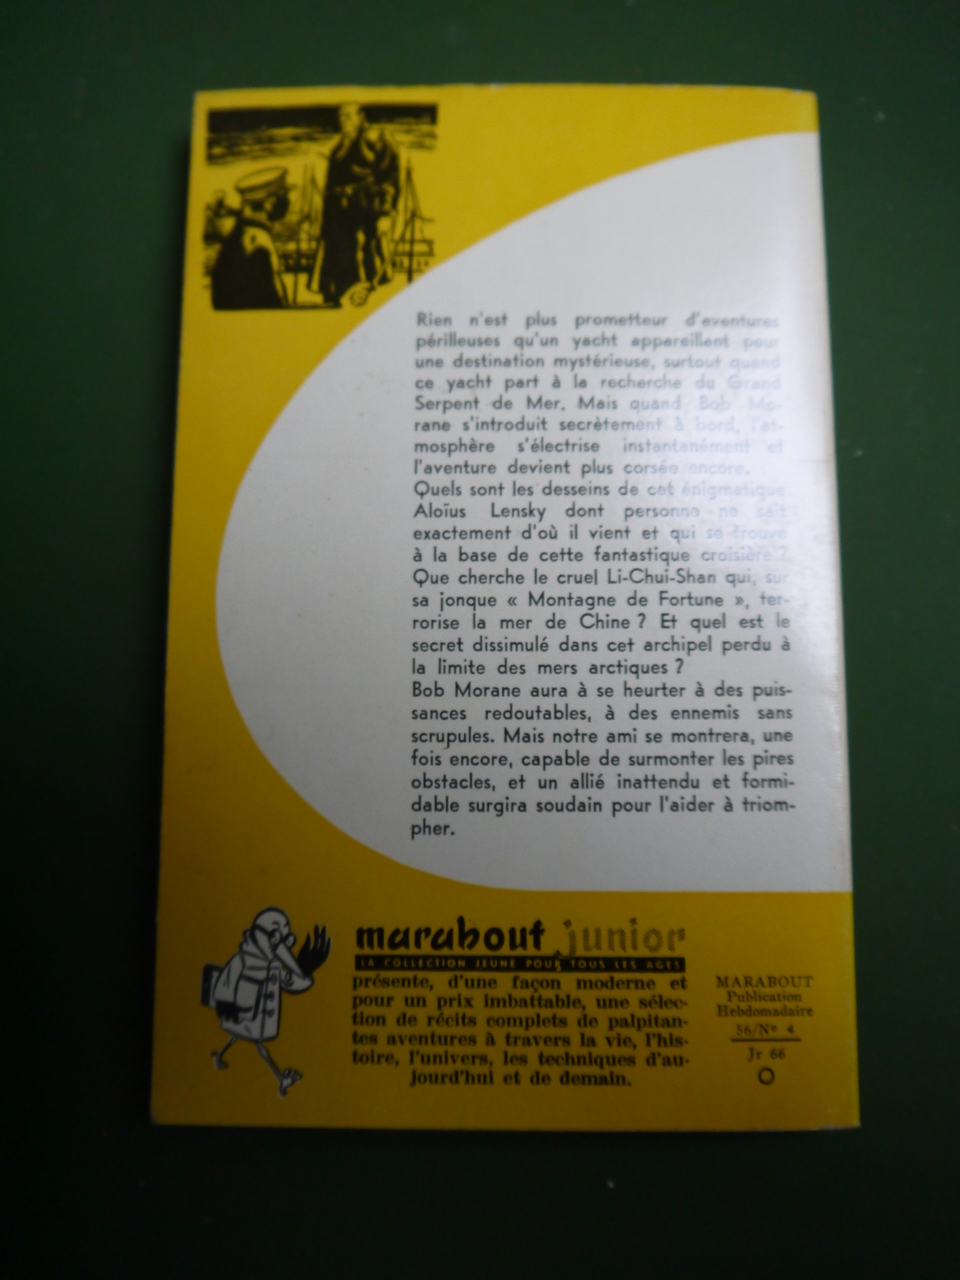 Rien n'est plus prometteur d'aventures
périlleuses qu'un yacht appareillant pour
une destination mystérieuse, surtout quand
ce yacht part à la recherche du Grand
Serpent de Mer. Mais quand Bob Mo-
rane s'introduit secrètement à bord, l'at-
mosphère s'électrise instantanément et
l'aventure devient plus corsée encore.
Quels sont les desseins de cet énigmatique
Aloïus Lensky dont personne ne sait
exactement d'où il vient et qui se trouve
à la base de cette fantastique croisière ?
Que cherche le cruel Li-Chui-Shan qui, sur
sa jonque « Montagne de Fortune », ter-
rorise la mer de Chine ? Et quel est le
secret dissimulé dans cet archipel perdu à
la limite des mers arctiques ?
Bob Morane aura à se heurter à des puis-
sances redoutables, à des ennemis sans
scrupules. Mais notre ami se montrera, une
fois encore, capable de surmonter les pires
obstacles, et un allié inattendu et formi-
dable surgira soudain pour l'aider à triom-
pher.
marabout junior
LA COLLECTION JEUNE POUR TOUS LES AGES
présente, d'une façon moderne et
pour un prix imbattable, une sélec-
tion de récits complets de palpitan-
tes aventures à travers la vie, l'his-
toire, l'univers, les techniques d'au-
jourd'hui et de demain.
MARABOUT
Publication
Hebdomadaire
56/Nº 4
Jr 66
O